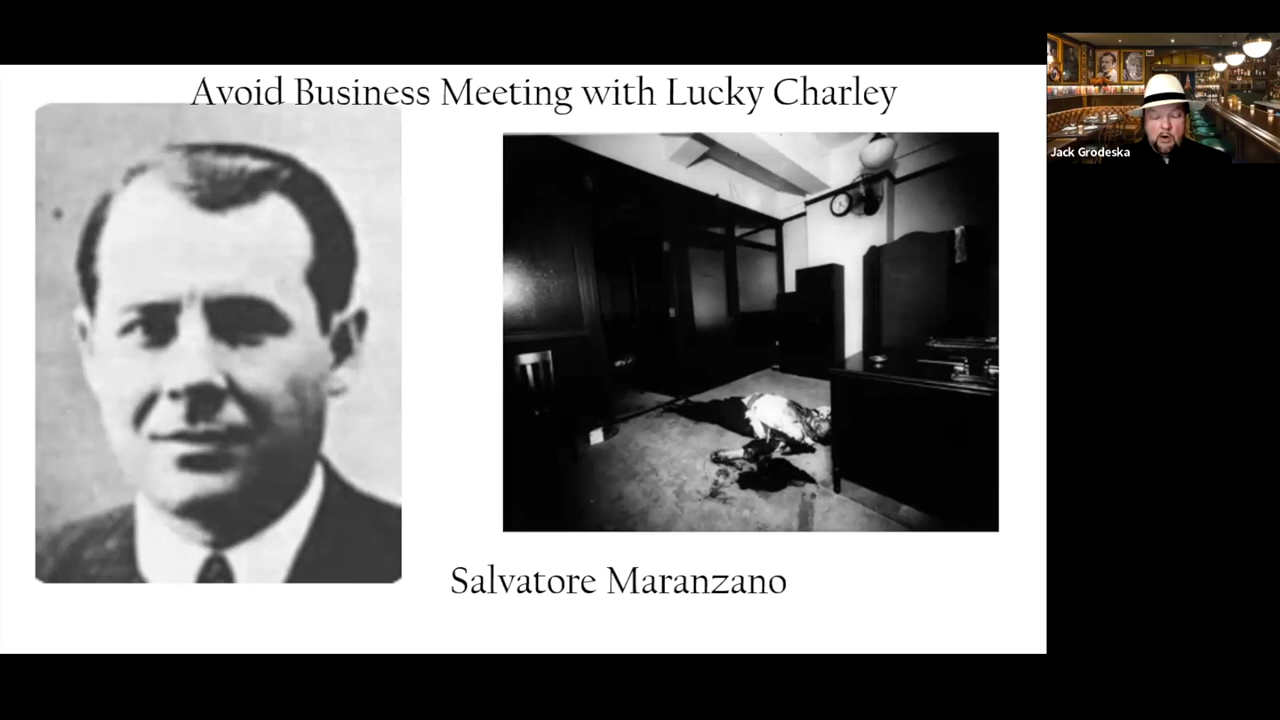 Avoid Business Meeting with Lucky Charley
Jack Grodeska
Salvatore Maranzano